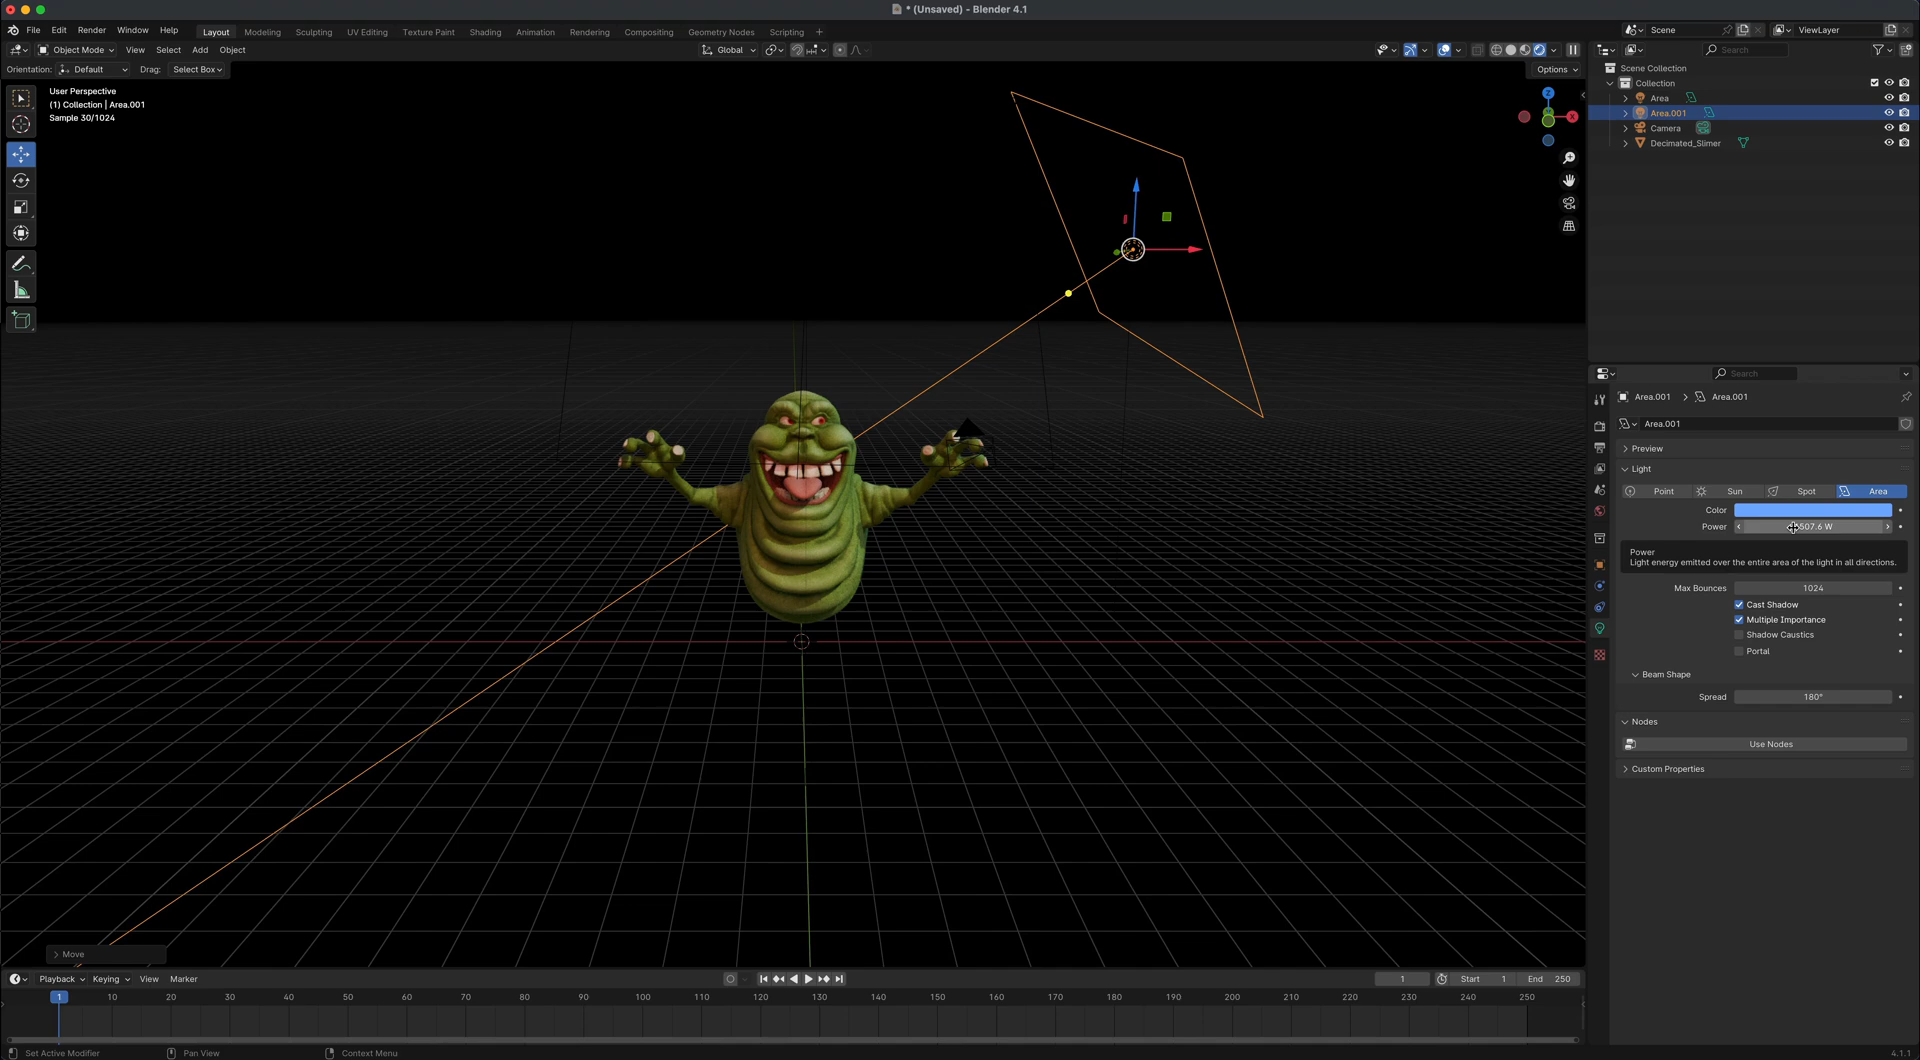 * (Unsaved) - Blender 4.1
File Edit Render Window Help Layout Modeling Sculpting UV Editing Texture Paint Shading Animation Rendering Compositing Geometry Nodes Scripting + Scene ViewLayer
Object Mode View Select Add Object Global Search
Orientation: Default Drag: Select Box Options
User Perspective
(1) Collection | Area.001
Sample 30/1024
Z
X
Scene Collection
Collection
Area
Area.001
Camera
Decimated_Slimer
Search
Area.001 > Area.001
Area.001
Preview
Light
Point Sun Spot Area
Color
Power 507.6 W
Power
Light energy emitted over the entire area of the light in all directions.
Max Bounces 1024
Cast Shadow
Multiple Importance
Shadow Caustics
Portal
Beam Shape
Spread 180°
Nodes
Use Nodes
Custom Properties
Move
Playback Keying View Marker 1 Start 1 End 250
1 10 20 30 40 50 60 70 80 90 100 110 120 130 140 150 160 170 180 190 200 210 220 230 240 250
Set Active Modifier Pan View Context Menu 4.1.1